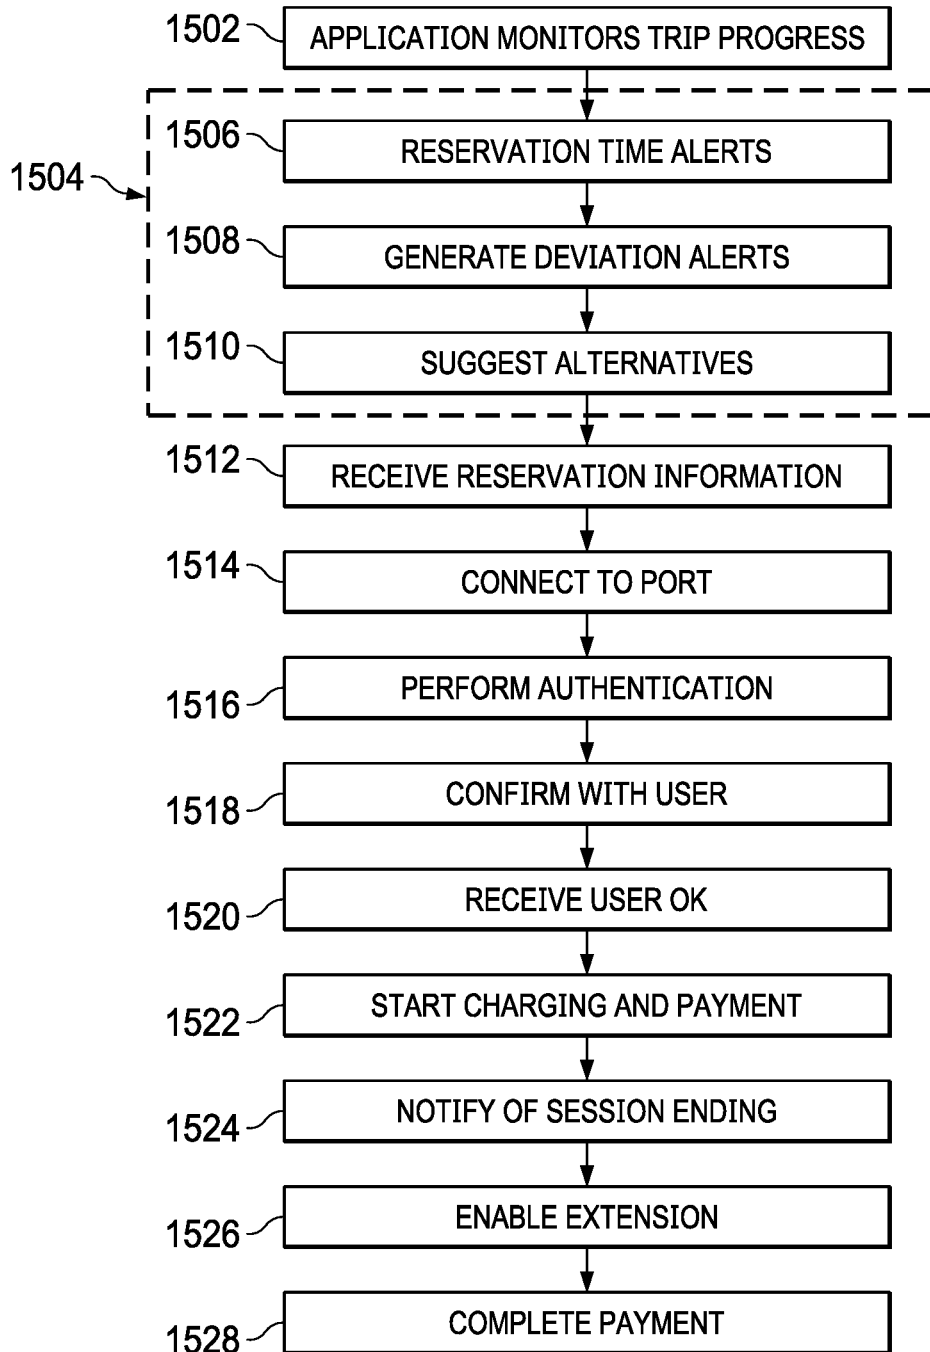 1502 APPLICATION MONITORS TRIP PROGRESS
1506 RESERVATION TIME ALERTS
1504
1508 GENERATE DEVIATION ALERTS
1510 SUGGEST ALTERNATIVES
1512 RECEIVE RESERVATION INFORMATION
1514 CONNECT TO PORT
1516 PERFORM AUTHENTICATION
1518 CONFIRM WITH USER
1520 RECEIVE USER OK
1522 START CHARGING AND PAYMENT
1524 NOTIFY OF SESSION ENDING
1526 ENABLE EXTENSION
1528 COMPLETE PAYMENT